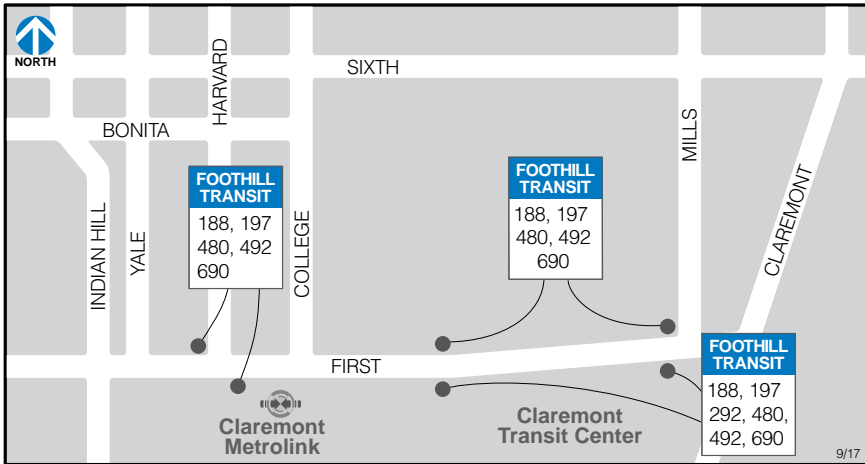 NORTH
SIXTH
HARVARD
BONITA
MILLS
FOOTHILL
TRANSIT
188, 197
480, 492
690
FOOTHILL
TRANSIT
188, 197
480, 492
690
INDIAN HILL
YALE
COLLEGE
CLAREMONT
FIRST
FOOTHILL
TRANSIT
188, 197
292, 480,
492, 690
Claremont
Metrolink
Claremont
Transit Center
9/17